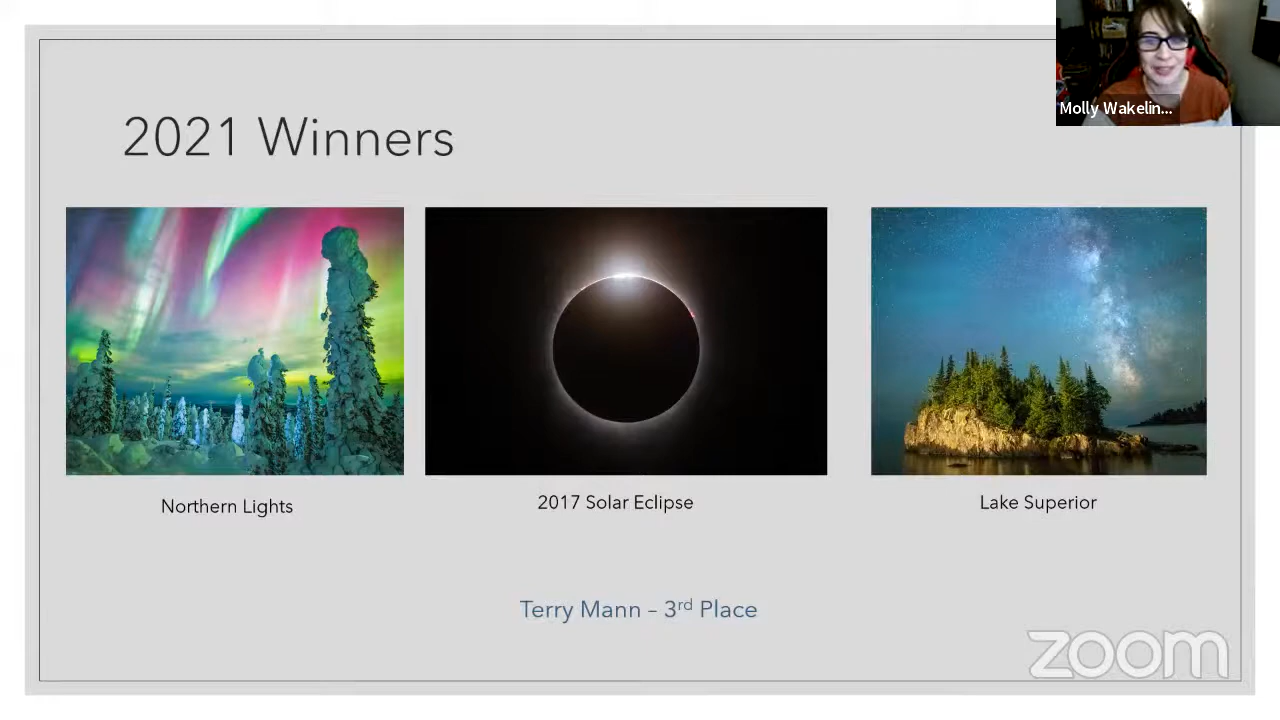 Molly Wakelin...
2021 Winners
Northern Lights
2017 Solar Eclipse
Lake Superior
Terry Mann – 3rd Place
zoom